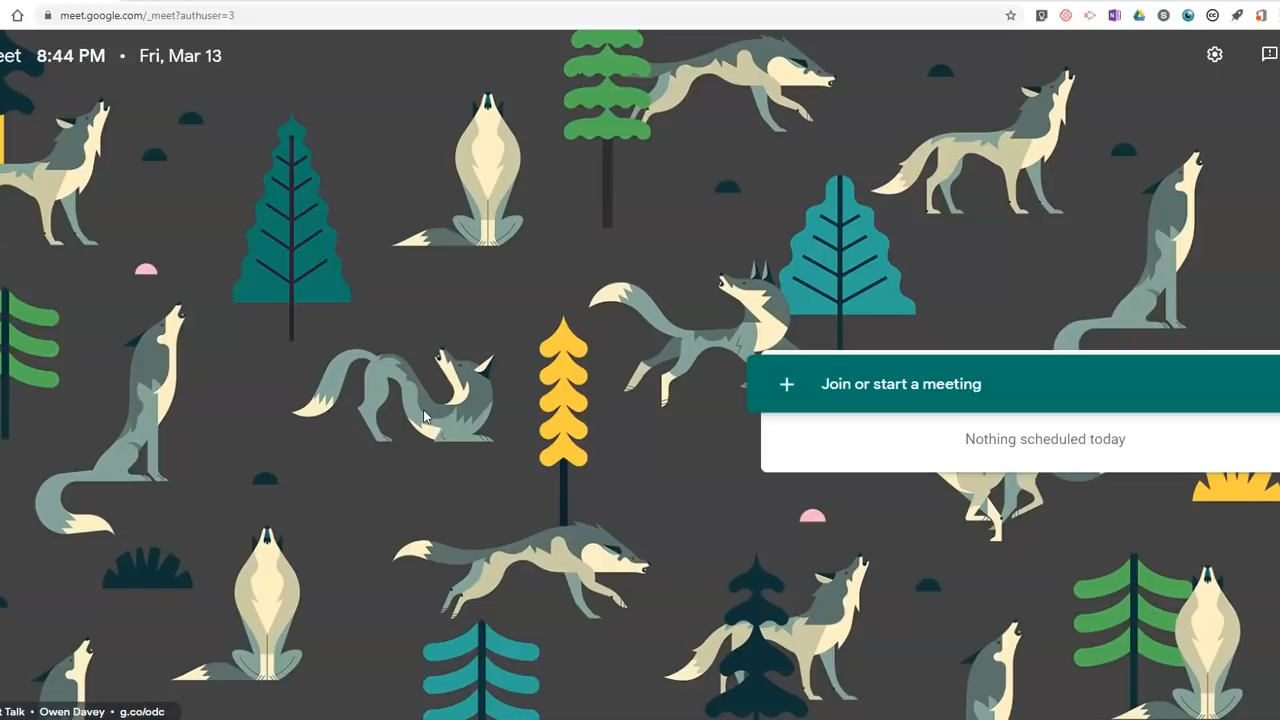 meet.google.com/_meet?authuser=3
eet 8:44 PM • Fri, Mar 13
+ Join or start a meeting
Nothing scheduled today
t Talk • Owen Davey • g.co/odc